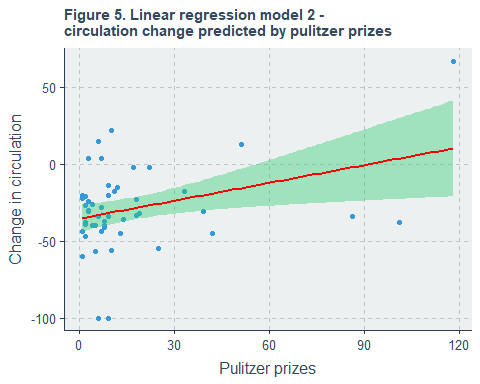 Figure 5. Linear regression model 2 -
circulation change predicted by pulitzer prizes
Change in circulation
50
0
-50
-100
0 30 60 90 120
Pulitzer prizes